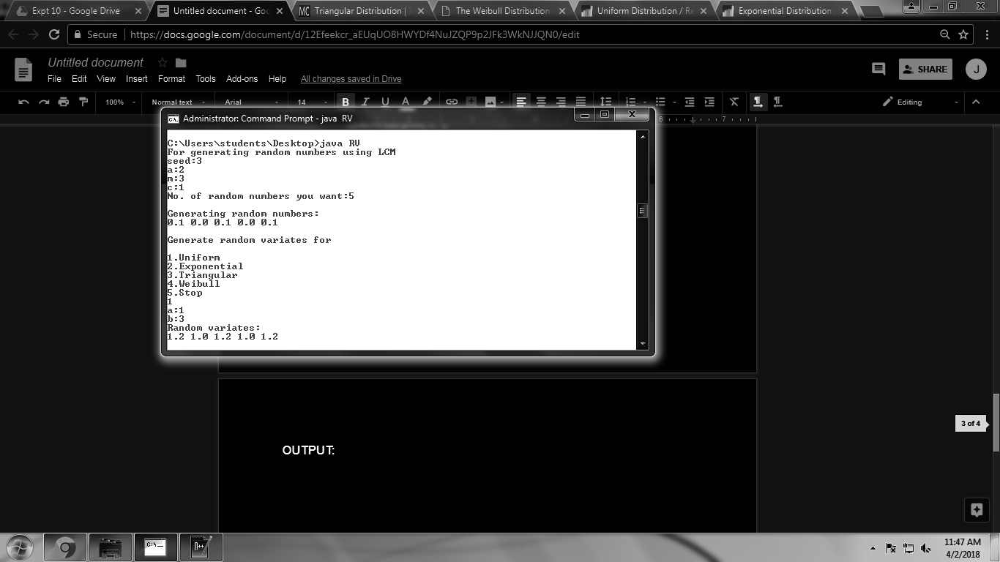 Expt 10 - Google Drive
Untitled document - Goo
Triangular Distribution | "
The Weibull Distribution
Uniform Distribution / Re
Exponential Distribution
Secure | https://docs.google.com/document/d/12Efeekcr_aEUqUO8HWYDf4NuJZQP9p2JFk3WkNJJQN0/edit
Untitled document
File Edit View Insert Format Tools Add-ons Help All changes saved in Drive
SHARE
J
100% Normal text Arial 14 B I U A Editing
6 7
Administrator: Command Prompt - java RV
C:\Users\students\Desktop>java RV
For generating random numbers using LCM
seed:3
a:2
m:3
c:1
No. of random numbers you want:5
Generating random numbers:
0.1 0.0 0.1 0.0 0.1
Generate random variates for
1.Uniform
2.Exponential
3.Triangular
4.Weibull
5.Stop
1
a:1
b:3
Random variates:
1.2 1.0 1.2 1.0 1.2
3 of 4
OUTPUT:
11:47 AM
4/2/2018